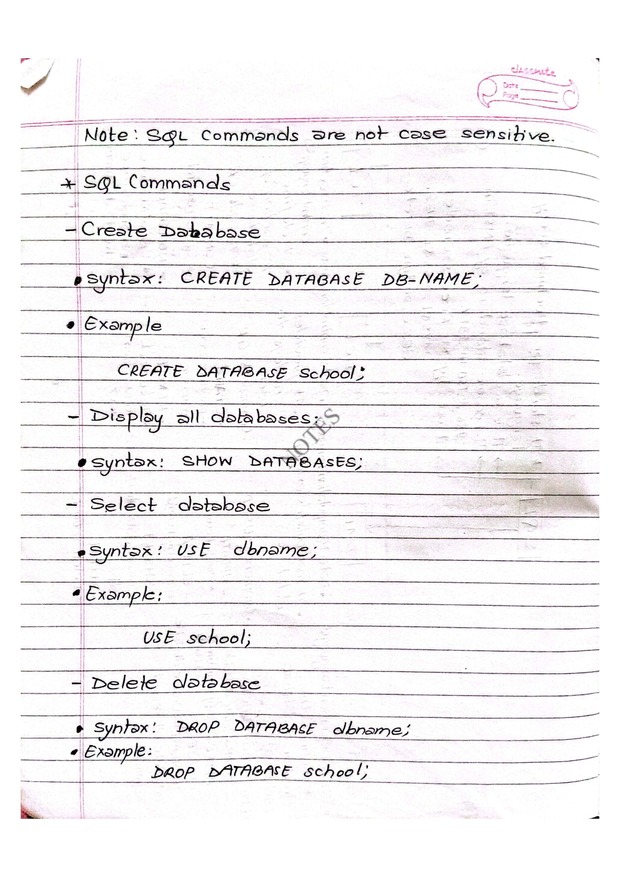 classmate
Date
Page
Note: SQL Commands are not case sensitive.
* SQL Commands
- Create Database
• Syntax: CREATE DATABASE DB-NAME;
• Example
CREATE DATABASE school;
- Display all databases:
NOTES
• Syntax: SHOW DATABASES;
- Select database
• Syntax: USE dbname;
• Example:
USE school;
- Delete database
• Syntax: DROP DATABASE dbname;
• Example:
DROP DATABASE school;